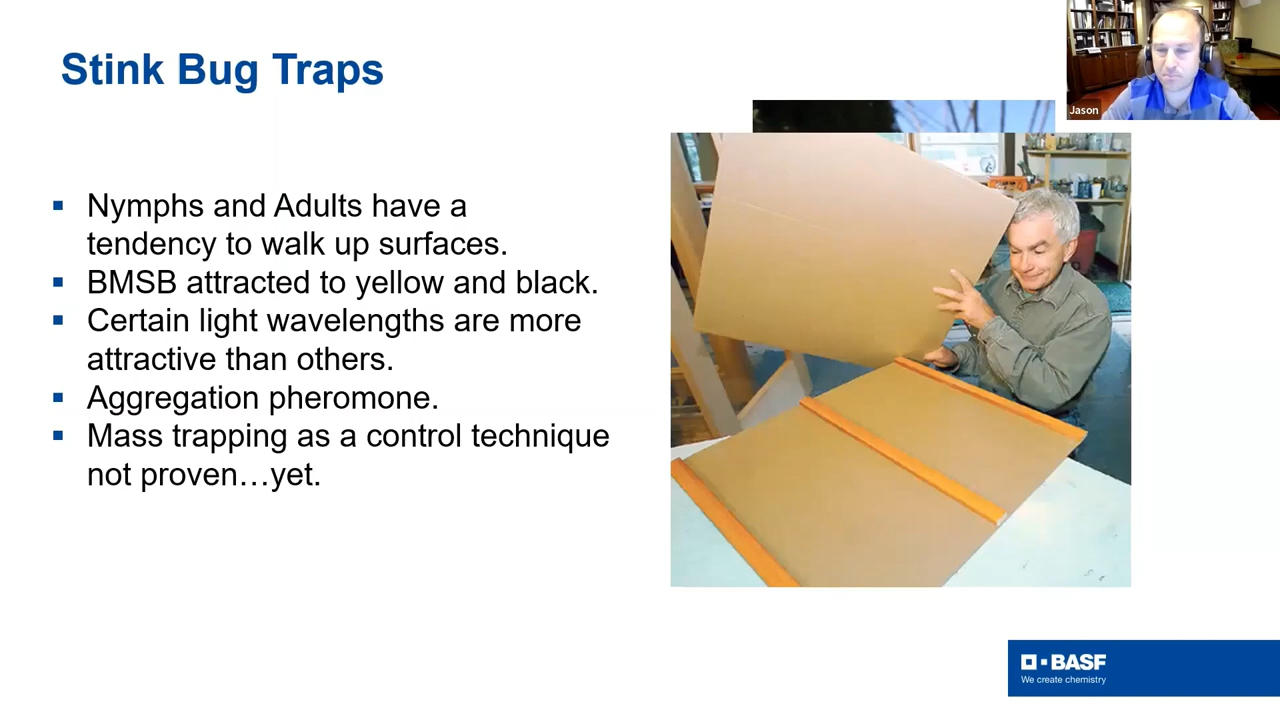 Stink Bug Traps
Jason
Nymphs and Adults have a
tendency to walk up surfaces.
BMSB attracted to yellow and black.
Certain light wavelengths are more
attractive than others.
Aggregation pheromone.
Mass trapping as a control technique
not proven…yet.
BASF
We create chemistry